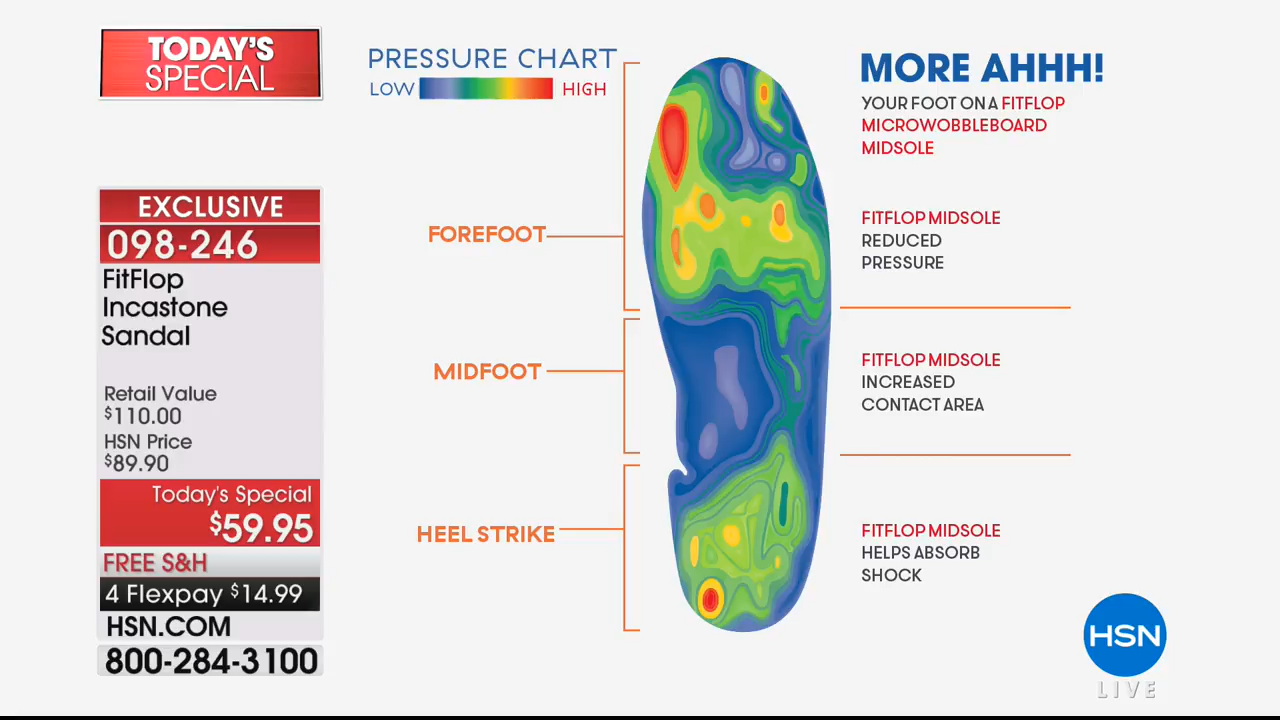 TODAY'S
SPECIAL
EXCLUSIVE
098-246
FitFlop
Incastone
Sandal
Retail Value
$110.00
HSN Price
$89.90
Today's Special
$59.95
FREE S&H
4 Flexpay $14.99
HSN.COM
800-284-3100
PRESSURE CHART
LOW HIGH
FOREFOOT
MIDFOOT
HEEL STRIKE
MORE AHHH!
YOUR FOOT ON A FITFLOP
MICROWOBBLEBOARD
MIDSOLE
FITFLOP MIDSOLE
REDUCED
PRESSURE
FITFLOP MIDSOLE
INCREASED
CONTACT AREA
FITFLOP MIDSOLE
HELPS ABSORB
SHOCK
HSN
LIVE